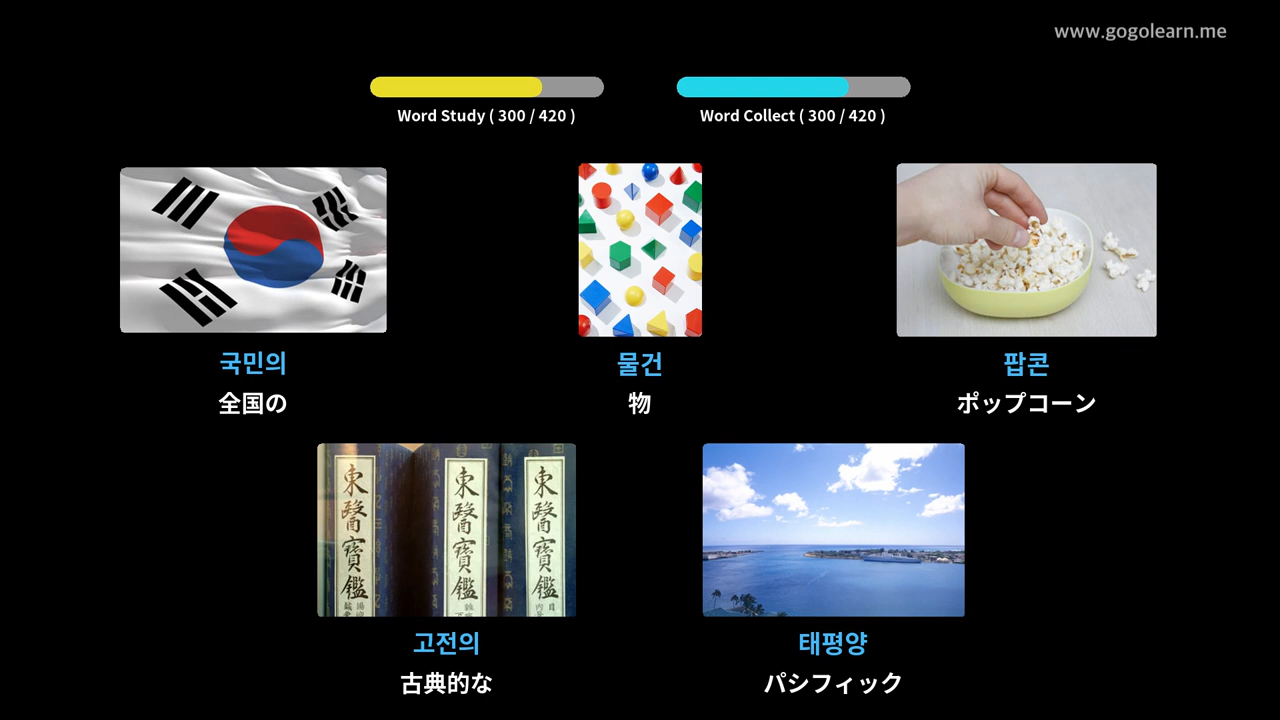 www.gogolearn.me
Word Study ( 300 / 420 )
Word Collect ( 300 / 420 )
국민의
全国の
물건
物
팝콘
ポップコーン
東醫寶鑑
東醫寶鑑
東醫寶鑑
고전의
古典的な
태평양
パシフィック